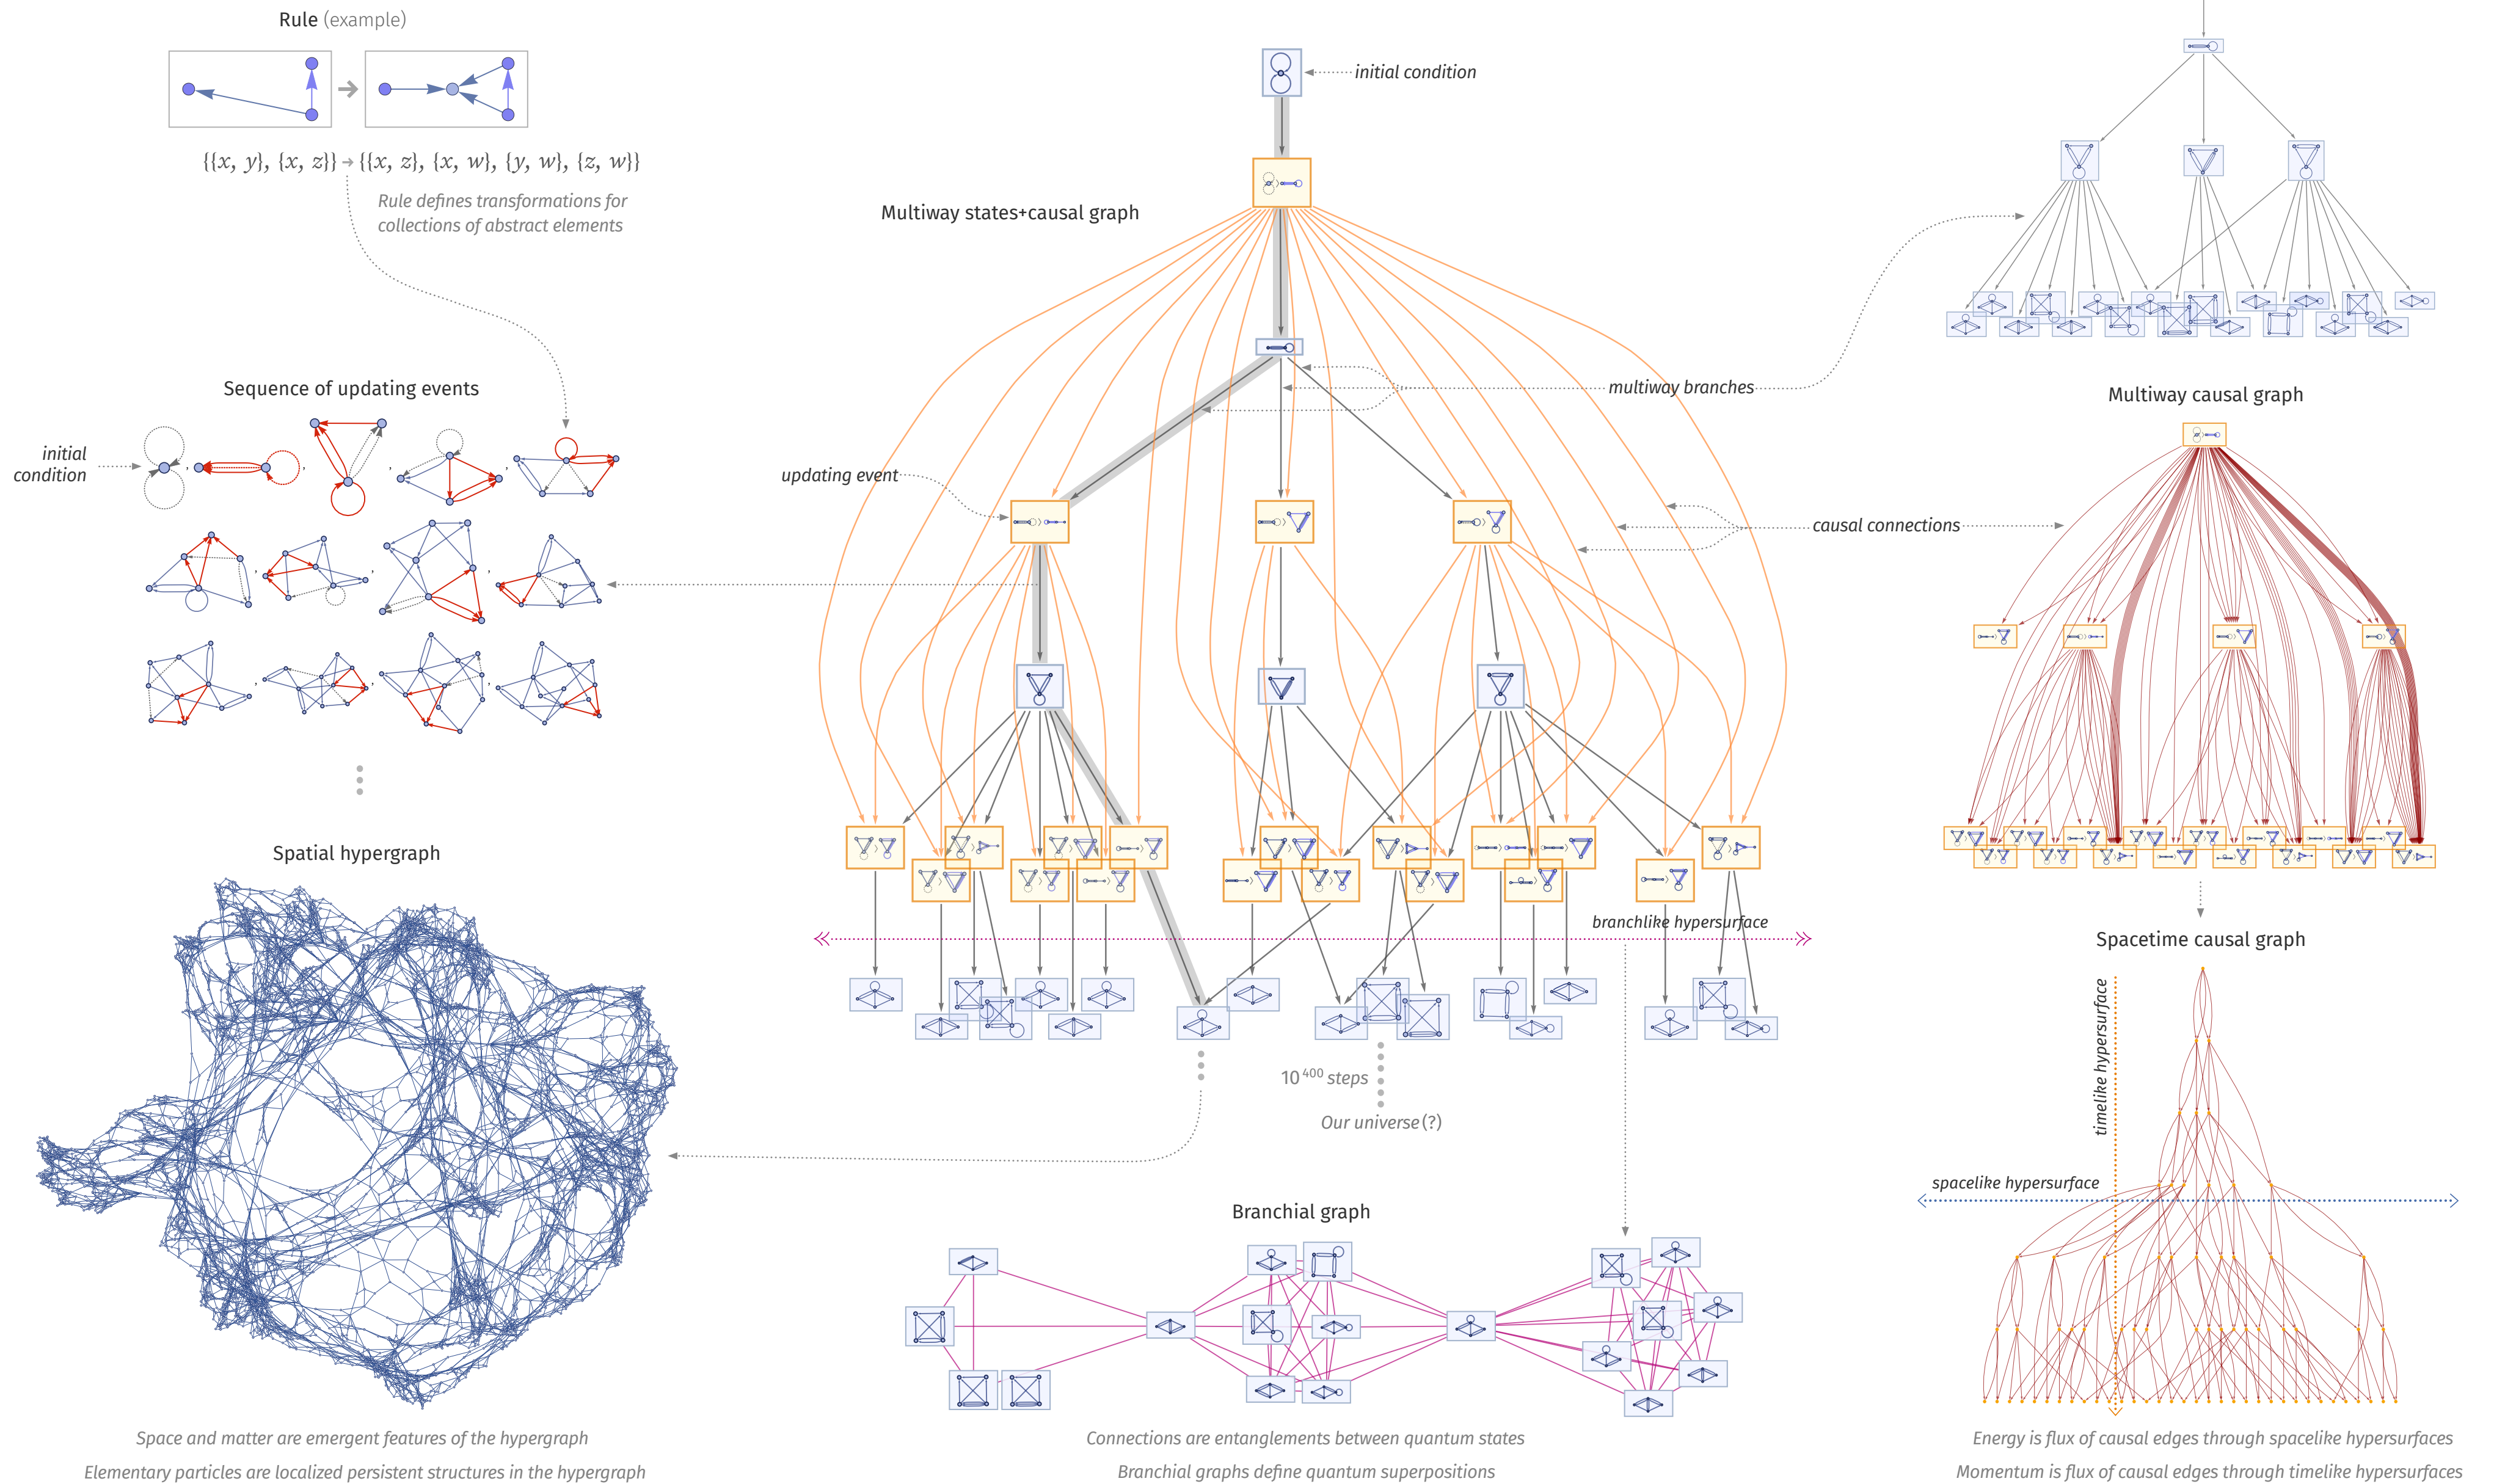 Rule (example)
{{x, y}, {x, z}} → {{x, z}, {x, w}, {y, w}, {z, w}}
Rule defines transformations for
collections of abstract elements
Sequence of updating events
initial
condition
Spatial hypergraph
Space and matter are emergent features of the hypergraph
Elementary particles are localized persistent structures in the hypergraph
initial condition
Multiway states+causal graph
multiway branches
updating event
causal connections
branchlike hypersurface
10^400 steps
Our universe(?)
Branchial graph
Connections are entanglements between quantum states
Branchial graphs define quantum superpositions
Multiway causal graph
Spacetime causal graph
timelike hypersurface
spacelike hypersurface
Energy is flux of causal edges through spacelike hypersurfaces
Momentum is flux of causal edges through timelike hypersurfaces